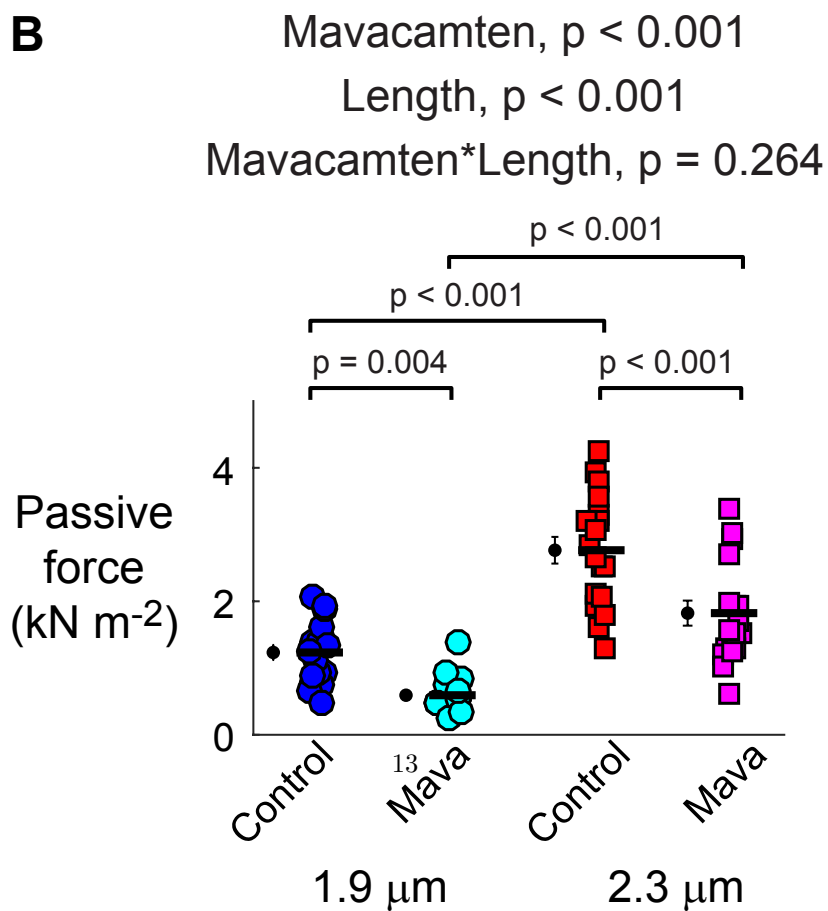 B
Mavacamten, p < 0.001
Length, p < 0.001
Mavacamten*Length, p = 0.264
p < 0.001
p < 0.001
p = 0.004
p < 0.001
Passive
force
(kN m-2)
4
2
0
Control
Mava
Control
Mava
13
1.9 μm
2.3 μm